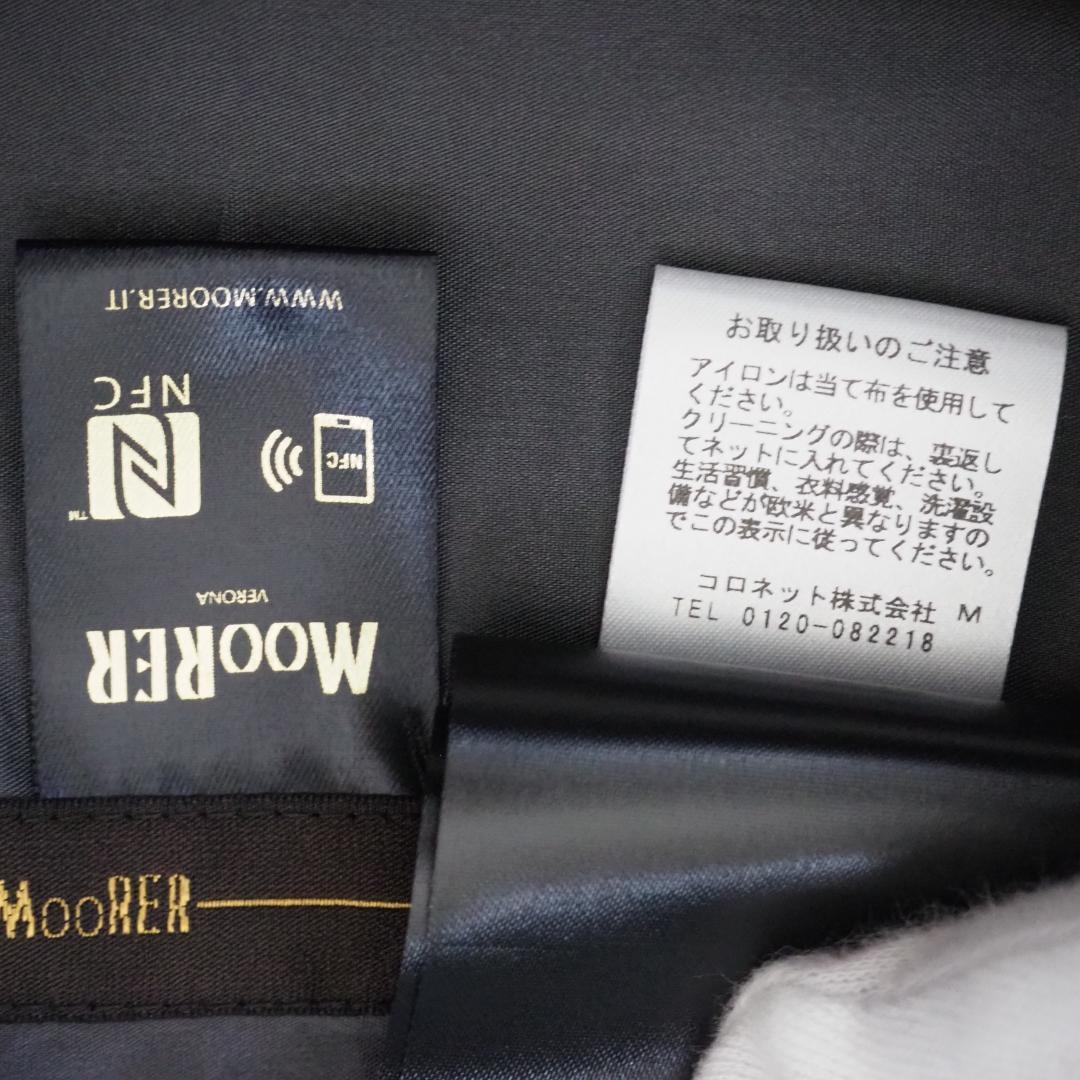 WWW.MOORER.IT
NFC
NFC
TM
VERONA
MOORER
MOORER
お取り扱いのご注意
アイロンは当て布を使用して
ください。
クリーニングの際は、裏返し
てネットに入れてください。
生活習慣、衣料感覚、洗濯設
備などが欧米と異なりますの
でこの表示に従ってください。
コロネット株式会社 M
TEL 0120-082218